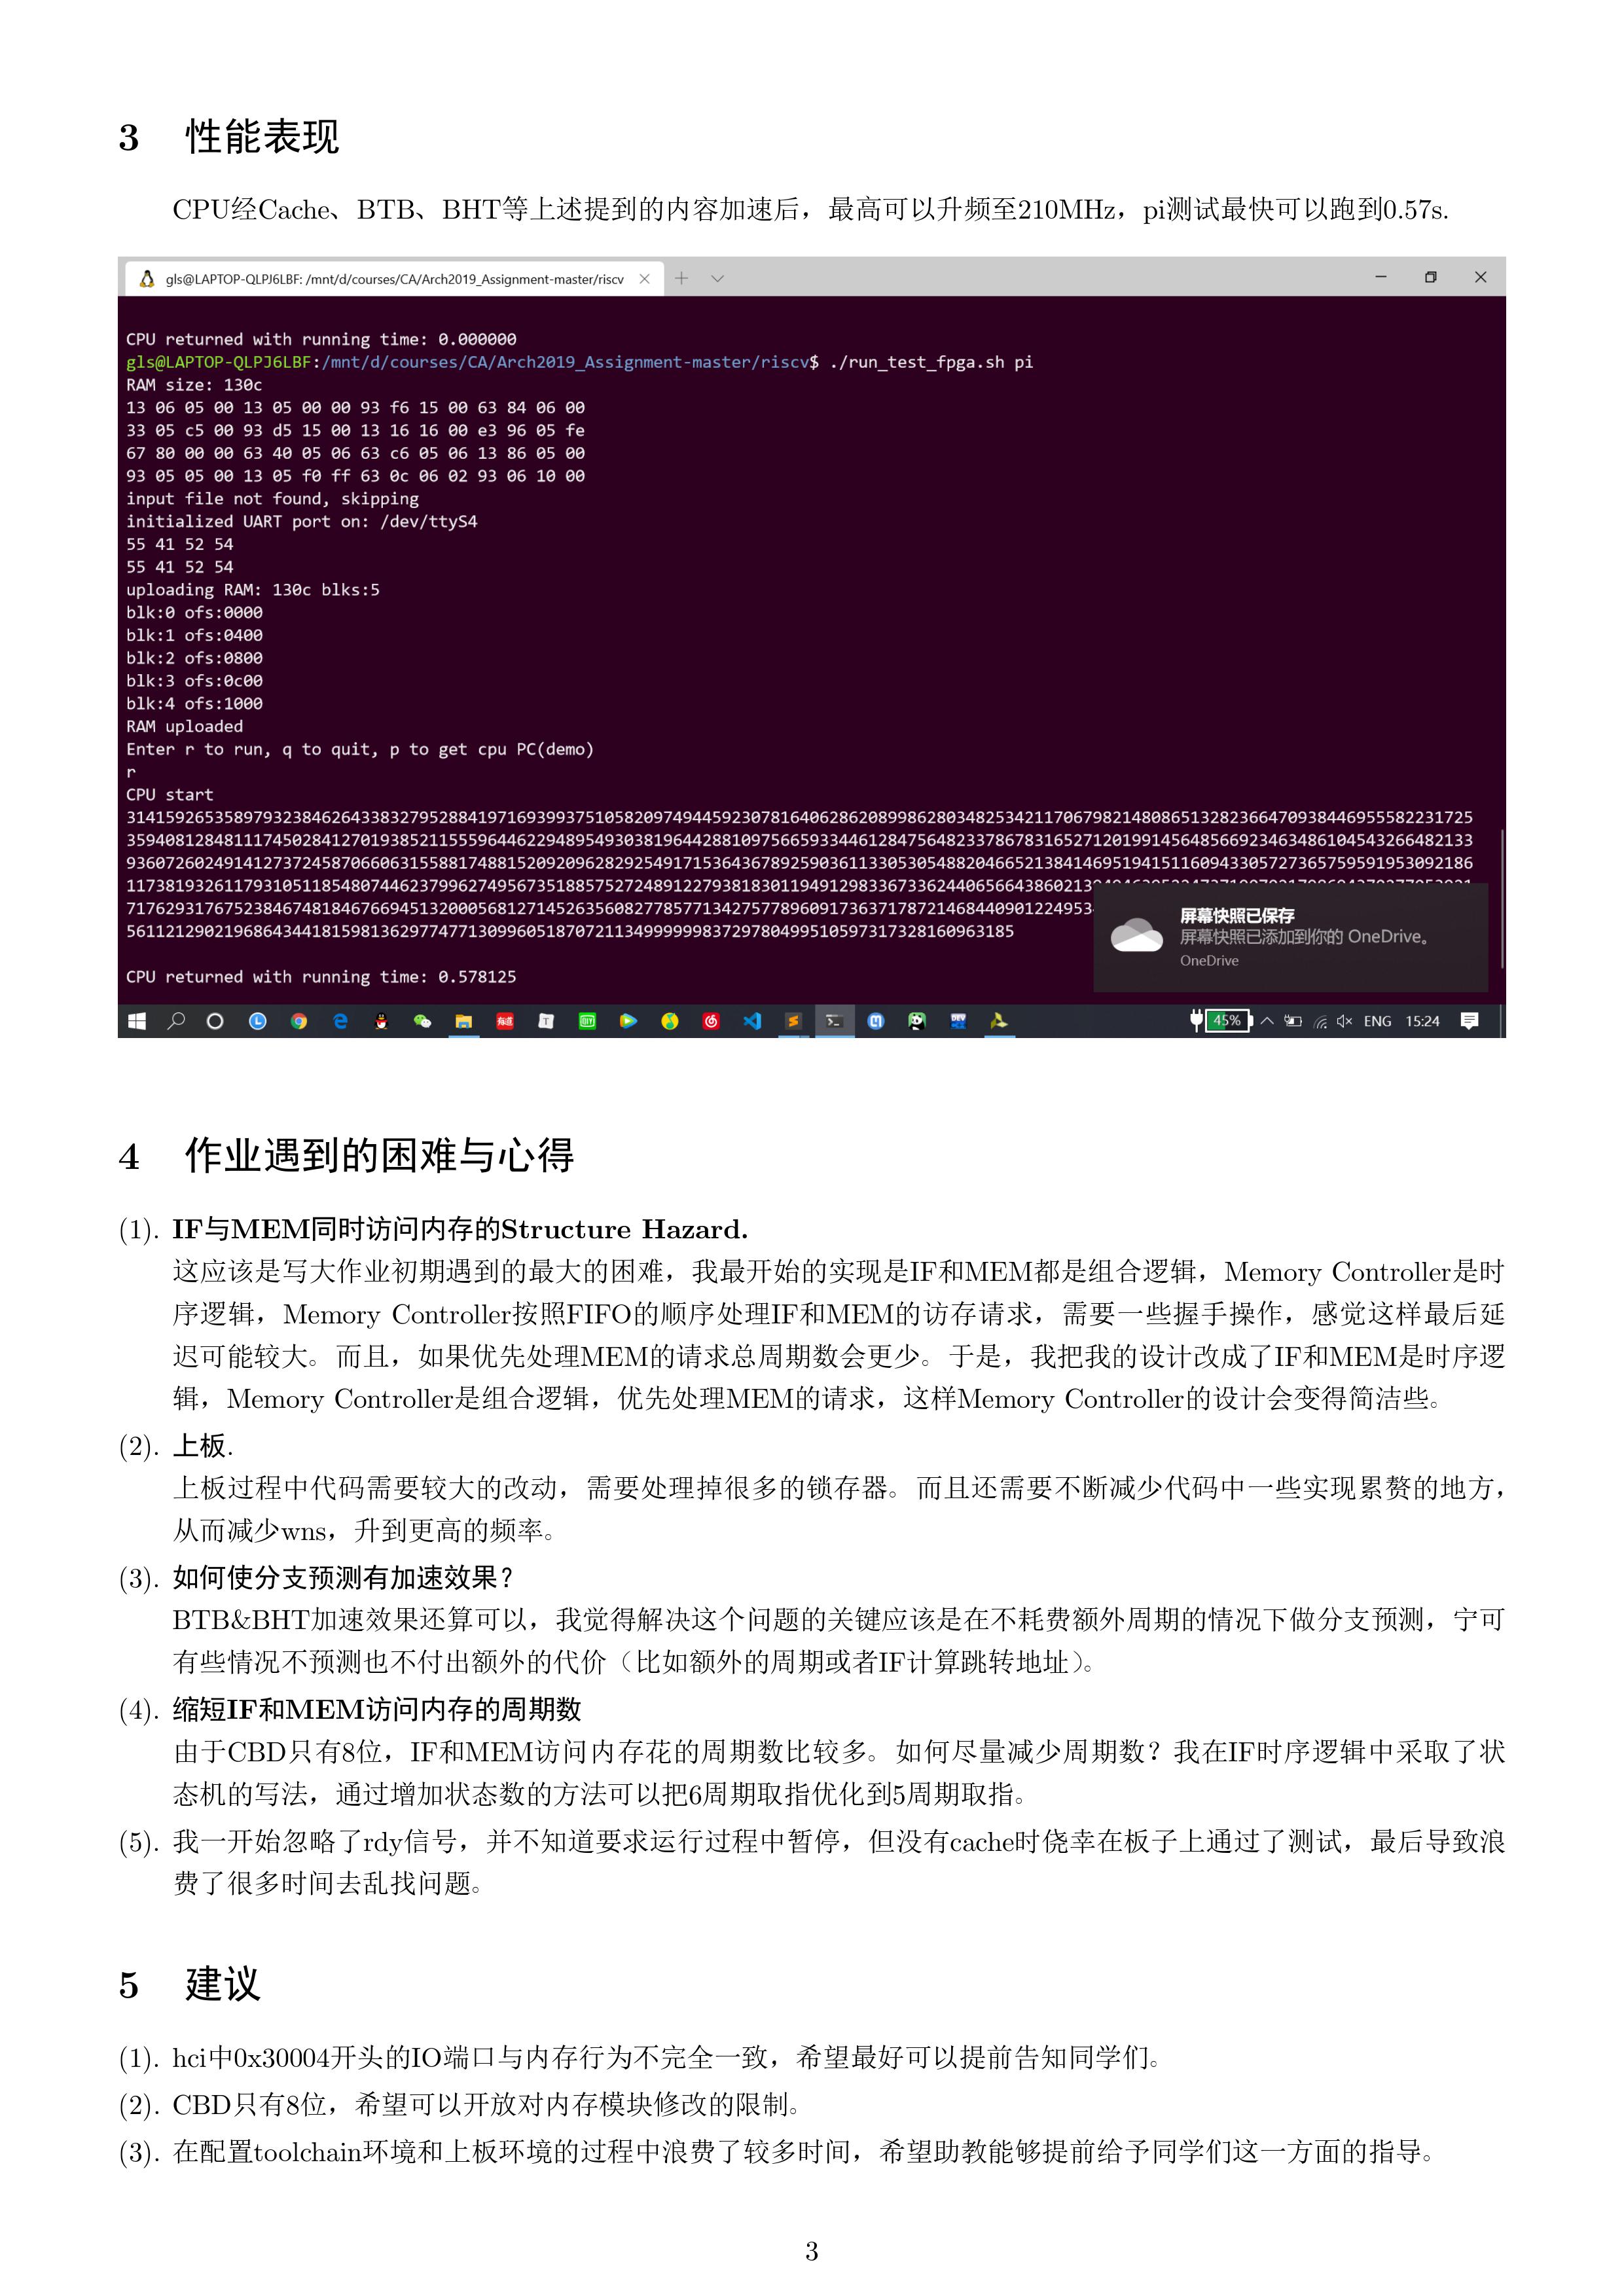 3 性能表现
CPU经Cache、BTB、BHT等上述提到的内容加速后，最高可以升频至210MHz，pi测试最快可以跑到0.57s.
gls@LAPTOP-QLPJ6LBF: /mnt/d/courses/CA/Arch2019_Assignment-master/riscv
CPU returned with running time: 0.000000
gls@LAPTOP-QLPJ6LBF:/mnt/d/courses/CA/Arch2019_Assignment-master/riscv$ ./run_test_fpga.sh pi
RAM size: 130c
13 06 05 00 13 05 00 00 93 f6 15 00 63 84 06 00
33 05 c5 00 93 d5 15 00 13 16 16 00 e3 96 05 fe
67 80 00 00 63 40 05 06 63 c6 05 06 13 86 05 00
93 05 05 00 13 05 f0 ff 63 0c 06 02 93 06 10 00
input file not found, skipping
initialized UART port on: /dev/ttyS4
55 41 52 54
55 41 52 54
uploading RAM: 130c blks:5
blk:0 ofs:0000
blk:1 ofs:0400
blk:2 ofs:0800
blk:3 ofs:0c00
blk:4 ofs:1000
RAM uploaded
Enter r to run, q to quit, p to get cpu PC(demo)
r
CPU start
31415926535897932384626433832795288419716939937510582097494459230781640628620899862803482534211706798214808651328236647093844695558223​1725
359408128481117450284127019385211555964462294895493038196442881097566593344612847564823378678316527120199145648566923463486104543266482133
936072602491412737245870660631558817488152092096282925491715364367892590361133053054882046652138414695194151160943305727365759591953092186
11738193261179310511854807446237996274956735188575272489122793818301194912983367336244065664386021394946395224737190702179860943702770539​21
7176293176752384674818467669451320005681271452635608277857713427577896091736371787214684409012249534
56112129021968643441815981362977477130996051870721134999999837297804995105973173281609631​85
屏幕快照已保存
屏幕快照已添加到你的 OneDrive。
OneDrive
CPU returned with running time: 0.578125
45% ENG 15:24
4 作业遇到的困难与心得
(1). IF与MEM同时访问内存的Structure Hazard.
这应该是写大作业初期遇到的最大的困难，我最开始的实现是IF和MEM都是组合逻辑，Memory Controller是时
序逻辑，Memory Controller按照FIFO的顺序处理IF和MEM的访存请求，需要一些握手操作，感觉这样最后延
迟可能较大。而且，如果优先处理MEM的请求总周期数会更少。于是，我把我的设计改成了IF和MEM是时序逻
辑，Memory Controller是组合逻辑，优先处理MEM的请求，这样Memory Controller的设计会变得简洁些。
(2). 上板.
上板过程中代码需要较大的改动，需要处理掉很多的锁存器。而且还需要不断减少代码中一些实现累赘的地方，
从而减少wns，升到更高的频率。
(3). 如何使分支预测有加速效果？
BTB&BHT加速效果还算可以，我觉得解决这个问题的关键应该是在不耗费额外周期的情况下做分支预测，宁可
有些情况不预测也不付出额外的代价（比如额外的周期或者IF计算跳转地址）。
(4). 缩短IF和MEM访问内存的周期数
由于CBD只有8位，IF和MEM访问内存花的周期数比较多。如何尽量减少周期数？我在IF时序逻辑中采取了状
态机的写法，通过增加状态数的方法可以把6周期取指优化到5周期取指。
(5). 我一开始忽略了rdy信号，并不知道要求运行过程中暂停，但没有cache时侥幸在板子上通过了测试，最后导致浪
费了很多时间去乱找问题。
5 建议
(1). hci中0x30004开头的IO端口与内存行为不完全一致，希望最好可以提前告知同学们。
(2). CBD只有8位，希望可以开放对内存模块修改的限制。
(3). 在配置toolchain环境和上板环境的过程中浪费了较多时间，希望助教能够提前给予同学们这一方面的指导。
3